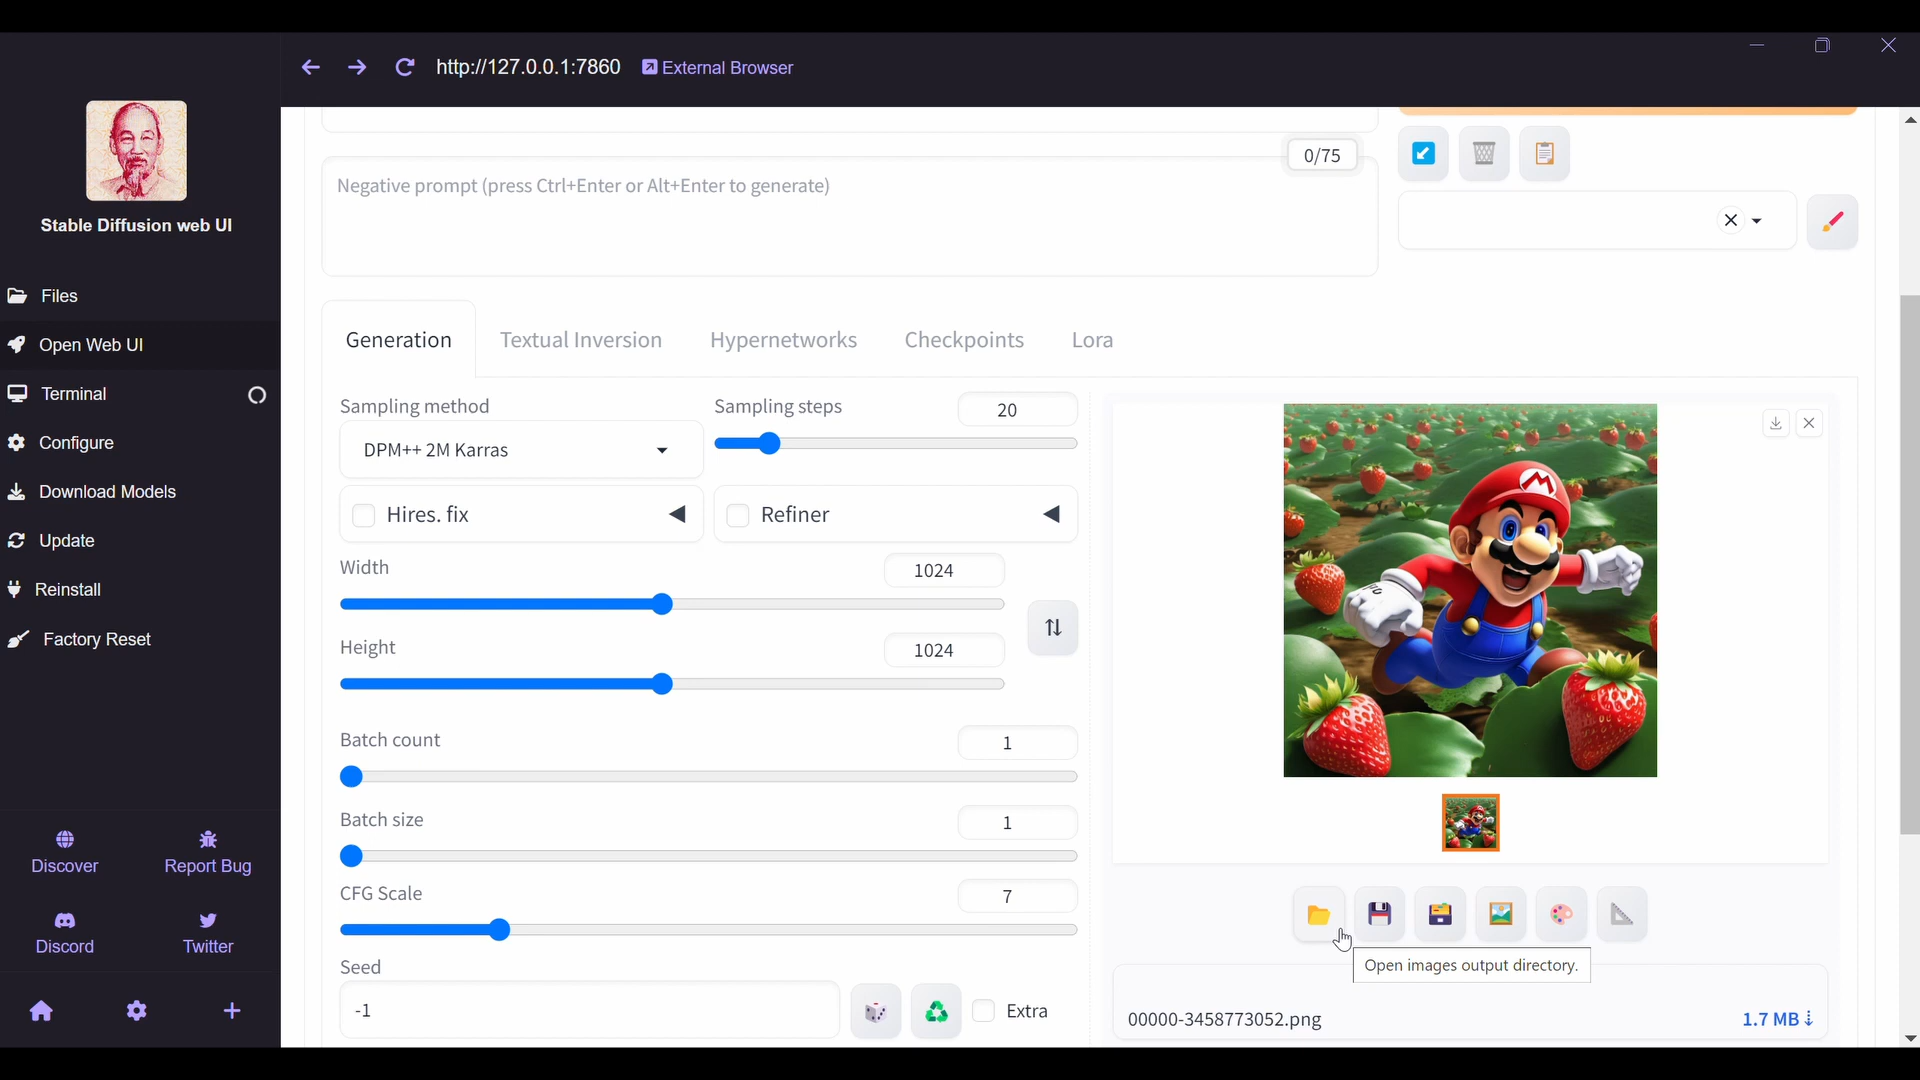 http://127.0.0.1:7860
External Browser
Stable Diffusion web UI
Files
Open Web UI
Terminal
Configure
Download Models
Update
Reinstall
Factory Reset
Discover
Report Bug
Discord
Twitter
0/75
Negative prompt (press Ctrl+Enter or Alt+Enter to generate)
Generation
Textual Inversion
Hypernetworks
Checkpoints
Lora
Sampling method
DPM++ 2M Karras
Sampling steps
20
Hires. fix
Refiner
Width
1024
Height
1024
Batch count
1
Batch size
1
CFG Scale
7
Seed
-1
Extra
M
Open images output directory.
00000-3458773052.png
1.7 MB ⇣